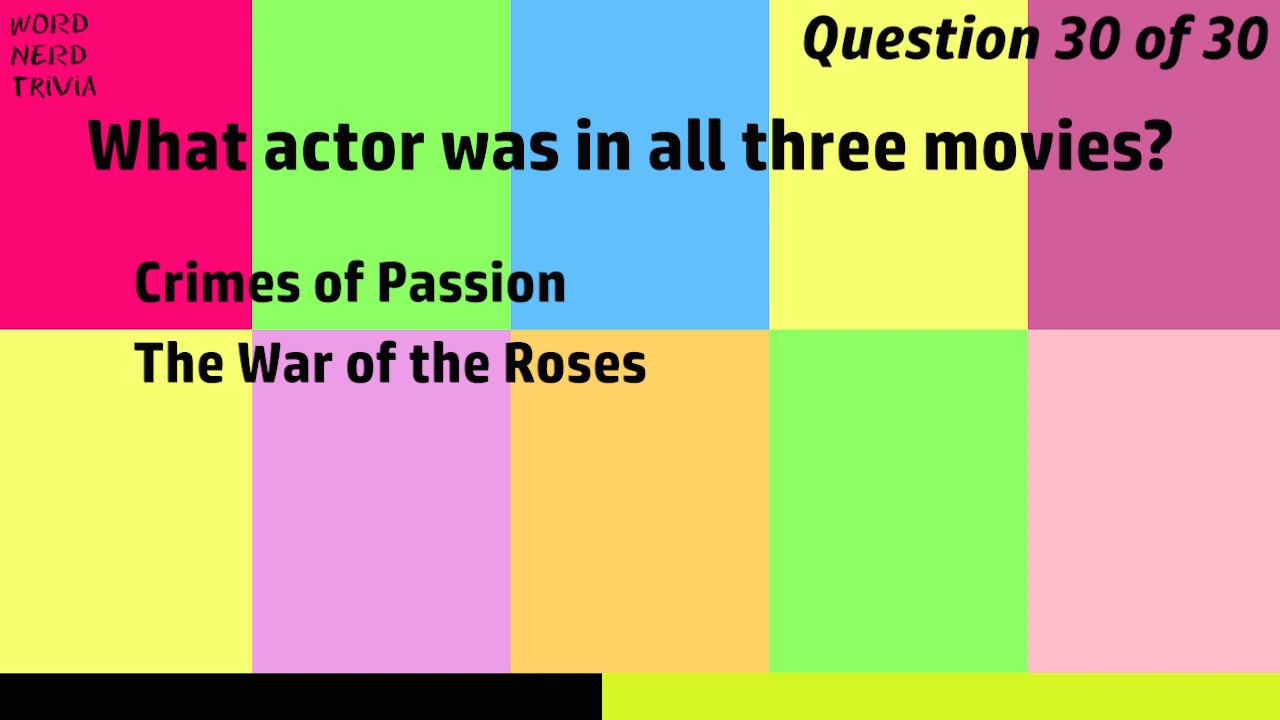 WORD
NERD
TRiViA
Question 30 of 30
What actor was in all three movies?
Crimes of Passion
The War of the Roses